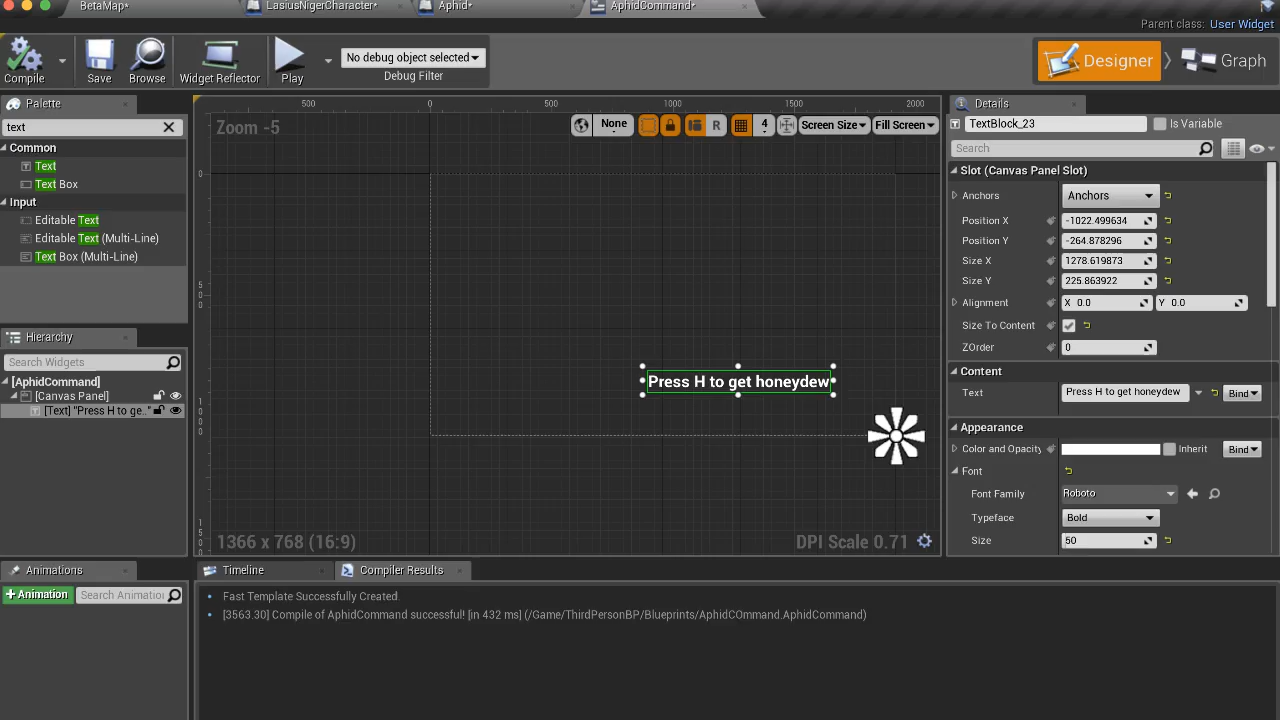 BetaMap*
LasiusNigerCharacter*
Aphid*
AphidCommand*
Parent class: User Widget
Compile
Save
Browse
Widget Reflector
Play
No debug object selected
Debug Filter
Designer
Graph
Palette
text
Common
Text
Text Box
Input
Editable Text
Editable Text (Multi-Line)
Text Box (Multi-Line)
Hierarchy
Search Widgets
[AphidCommand]
[Canvas Panel]
[Text] "Press H to ge.."
Animations
+Animation
Search Animation
500
0
500
1000
1500
2000
Zoom -5
None
R
4
Screen Size
Fill Screen
0
500
1000
1500
Press H to get honeydew
1366 x 768 (16:9)
DPI Scale 0.71
Details
TextBlock_23
Is Variable
Search
Slot (Canvas Panel Slot)
Anchors
Anchors
Position X
-1022.499634
Position Y
-264.878296
Size X
1278.619873
Size Y
225.863922
Alignment
X 0.0
Y 0.0
Size To Content
ZOrder
0
Content
Text
Press H to get honeydew
Bind
Appearance
Color and Opacity
Inherit
Bind
Font
Font Family
Roboto
Typeface
Bold
Size
50
Timeline
Compiler Results
Fast Template Successfully Created.
[3563.30] Compile of AphidCommand successful! [in 432 ms] (/Game/ThirdPersonBP/Blueprints/AphidCOmmand.AphidCommand)